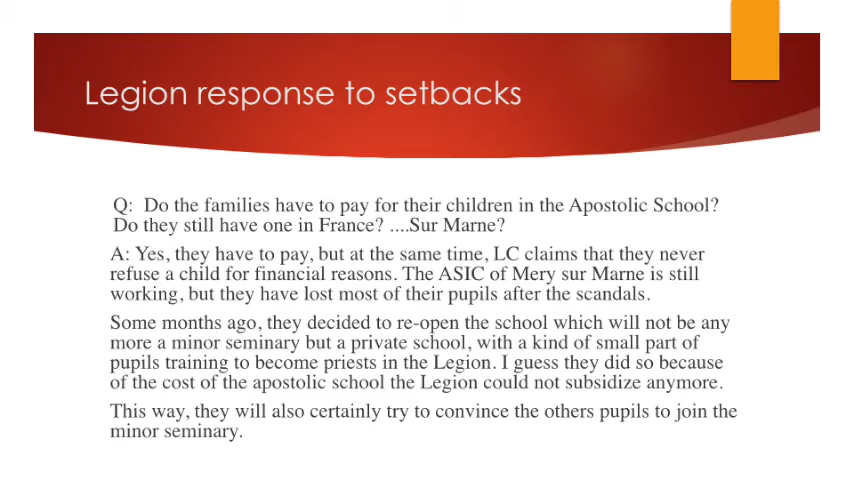 Legion response to setbacks
Q:  Do the families have to pay for their children in the Apostolic School?
Do they still have one in France? ....Sur Marne?
A: Yes, they have to pay, but at the same time, LC claims that they never
refuse a child for financial reasons. The ASIC of Mery sur Marne is still
working, but they have lost most of their pupils after the scandals.
Some months ago, they decided to re-open the school which will not be any
more a minor seminary but a private school, with a kind of small part of
pupils training to become priests in the Legion. I guess they did so because
of the cost of the apostolic school the Legion could not subsidize anymore.
This way, they will also certainly try to convince the others pupils to join the
minor seminary.